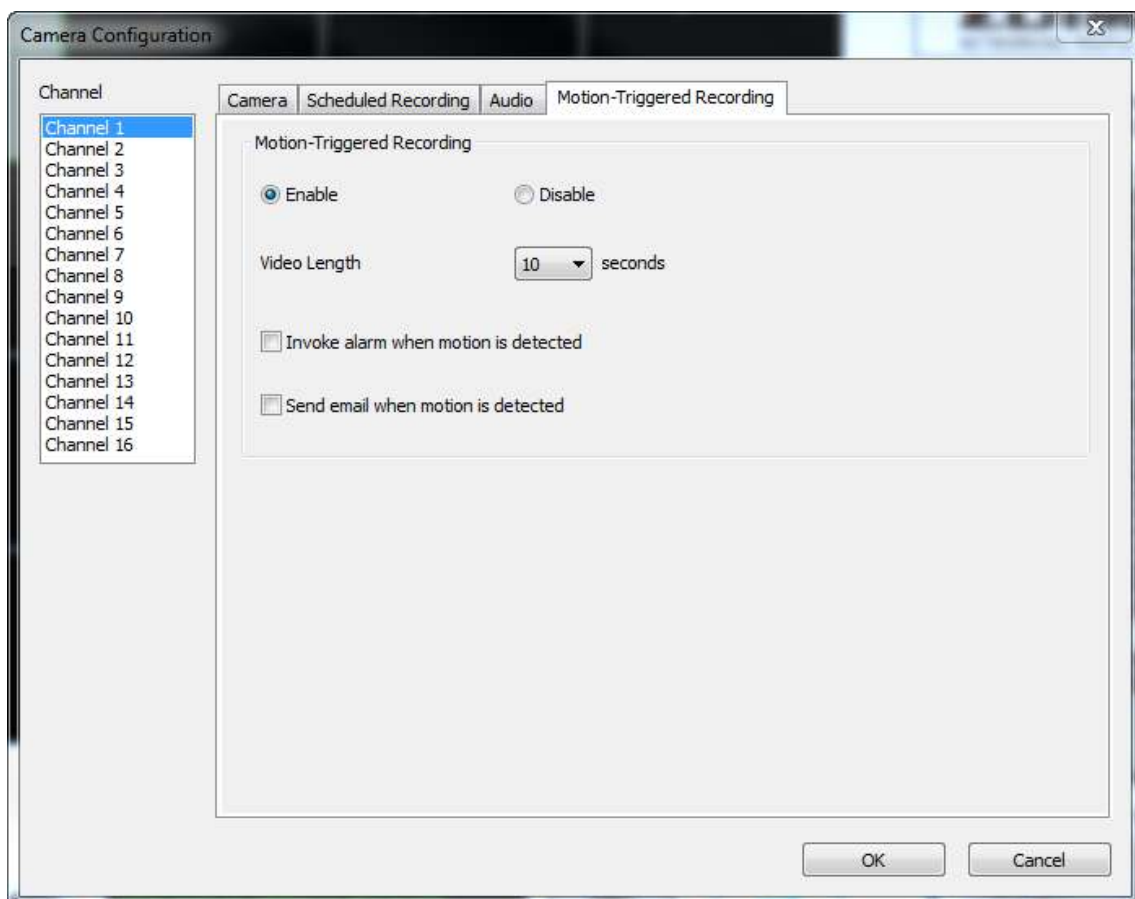 Camera Configuration
Channel
Channel 1
Channel 2
Channel 3
Channel 4
Channel 5
Channel 6
Channel 7
Channel 8
Channel 9
Channel 10
Channel 11
Channel 12
Channel 13
Channel 14
Channel 15
Channel 16
Camera
Scheduled Recording
Audio
Motion-Triggered Recording
Motion-Triggered Recording
Enable
Disable
Video Length
10
seconds
Invoke alarm when motion is detected
Send email when motion is detected
OK
Cancel